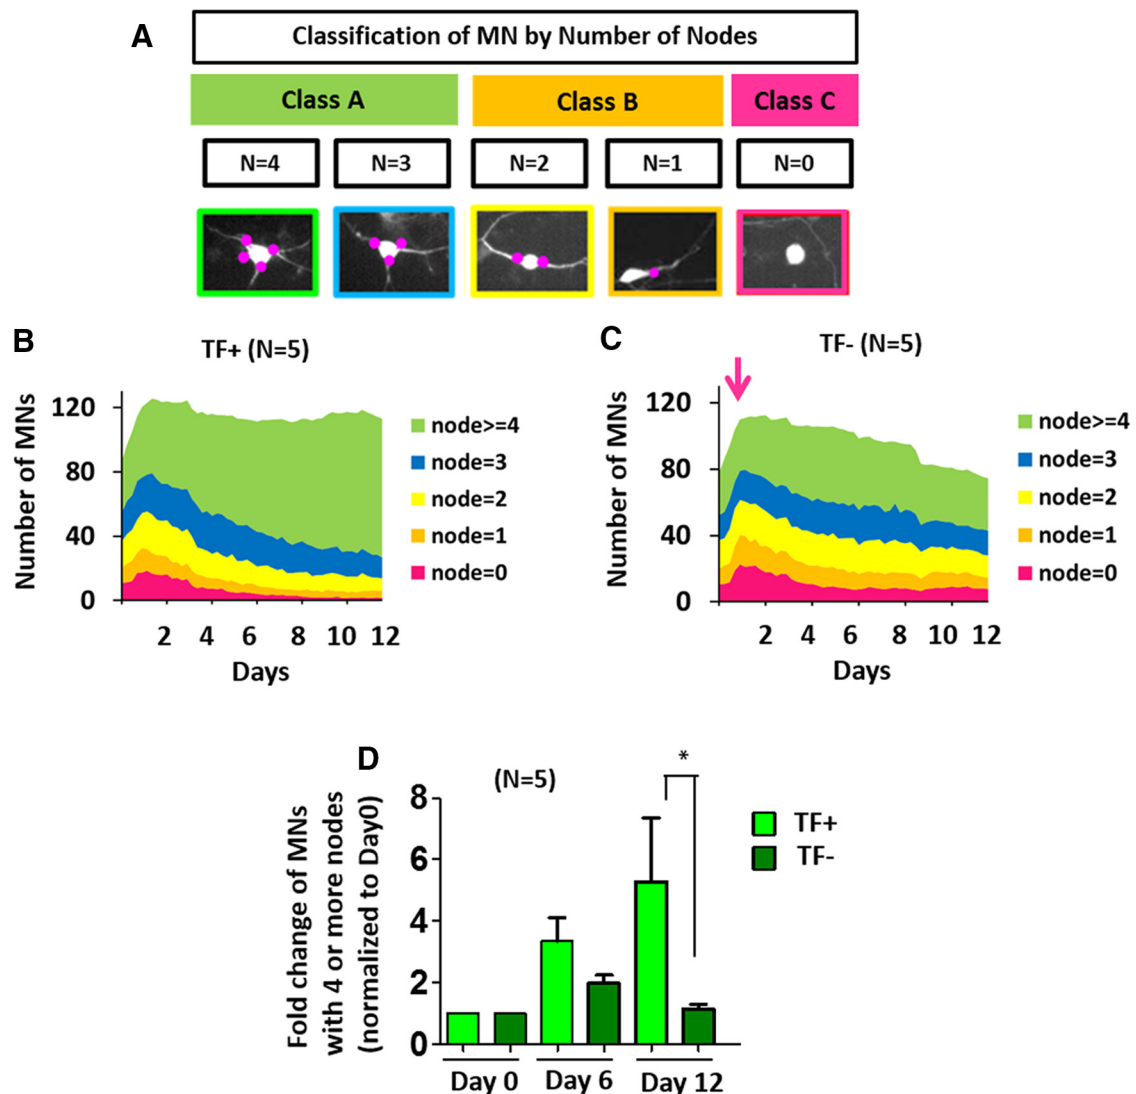 A
Classification of MN by Number of Nodes
Class A
Class B
Class C
N=4
N=3
N=2
N=1
N=0
B
TF+ (N=5)
Number of MNs
120
80
40
0
2 4 6 8 10 12
Days
node>=4
node=3
node=2
node=1
node=0
C
TF- (N=5)
Number of MNs
120
80
40
0
2 4 6 8 10 12
Days
node>=4
node=3
node=2
node=1
node=0
D
(N=5)
*
Fold change of MNs
with 4 or more nodes
(normalized to Day0)
8
6
4
2
0
Day 0
Day 6
Day 12
TF+
TF-